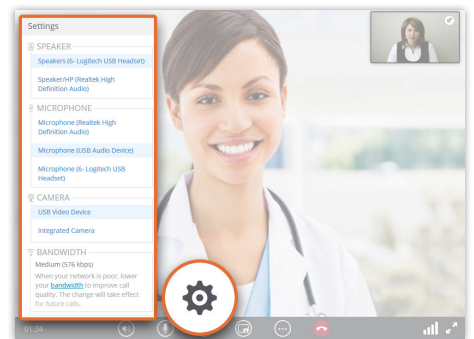 Settings
SPEAKER
Speakers (6- Logitech USB Headset)
Speaker/HP (Realtek High
Definition Audio)
MICROPHONE
Microphone (Realtek High
Definition Audio)
Microphone (USB Audio Device)
Microphone (6- Logitech USB
Headset)
CAMERA
USB Video Device
Integrated Camera
BANDWIDTH
Medium (576 kbps)
When your network is poor, lower
your bandwidth to improve call
quality. The change will take effect
for future calls.
01:34